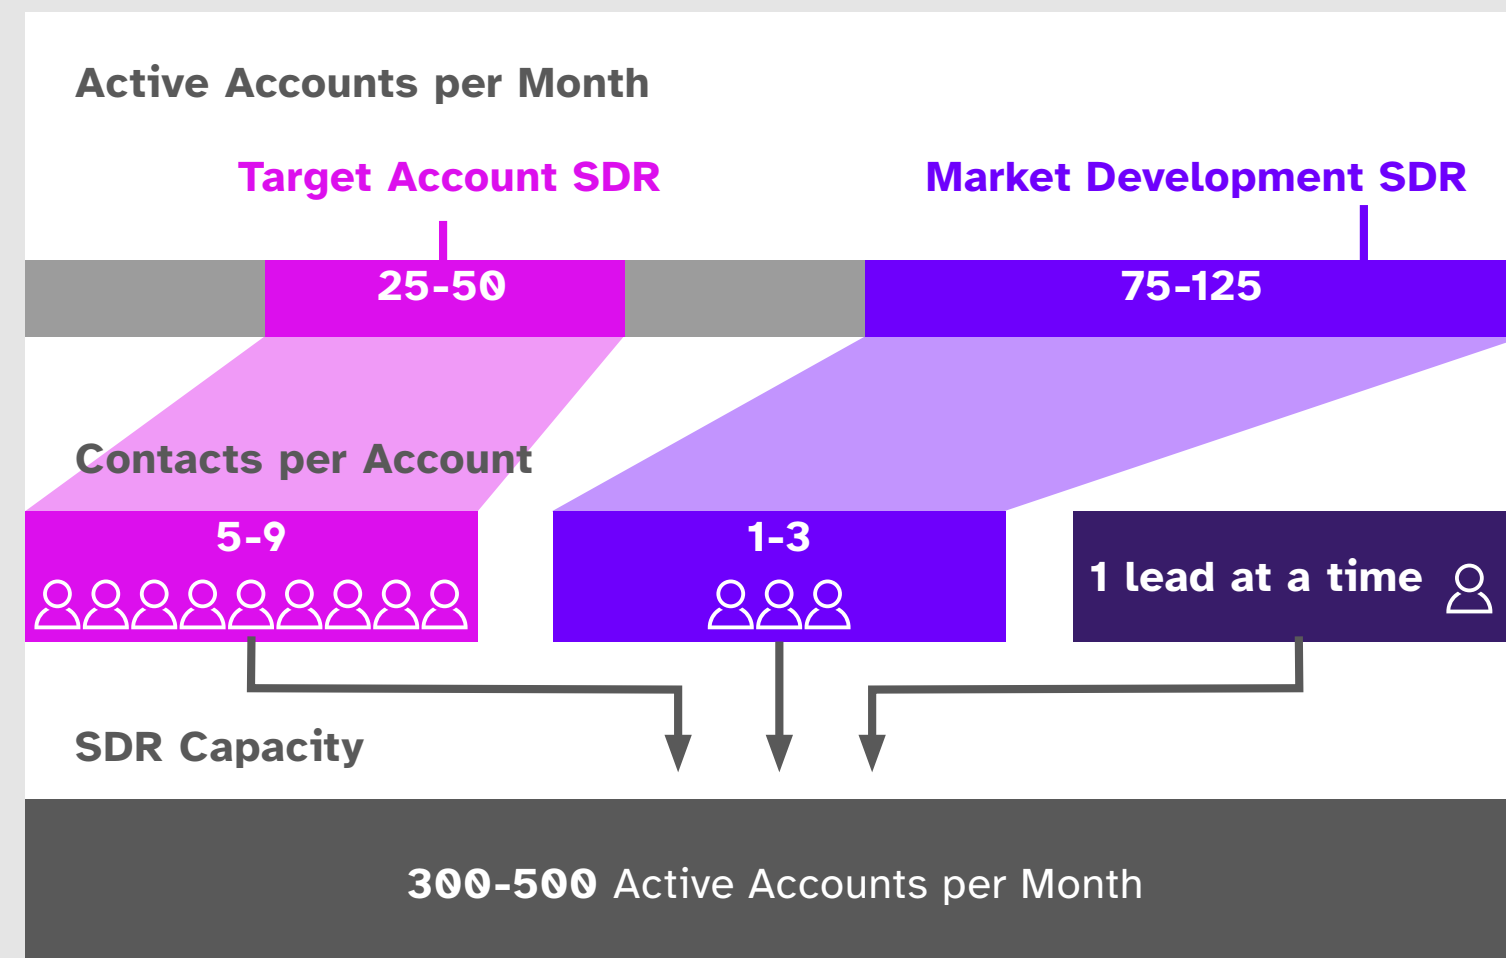 Active Accounts per Month
Target Account SDR
Market Development SDR
25-50
75-125
Contacts per Account
5-9
1-3
1 lead at a time
SDR Capacity
300-500 Active Accounts per Month